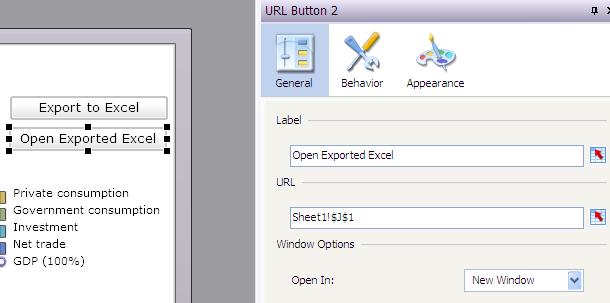 Export to Excel
Open Exported Excel
Private consumption
Government consumption
Investment
Net trade
GDP (100%)
URL Button 2
General
Behavior
Appearance
Label
Open Exported Excel
URL
Sheet1!$J$1
Window Options
Open In:
New Window